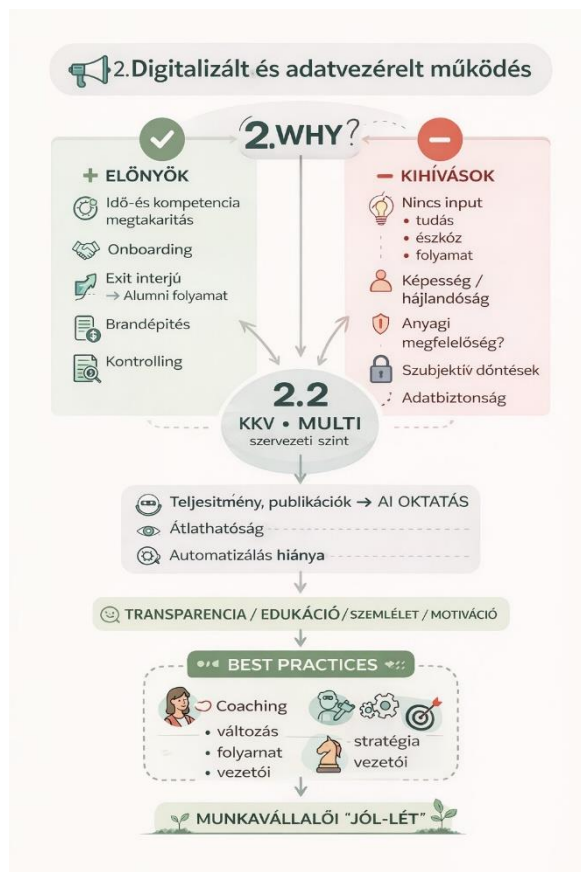 2.Digitalizált és adatvezérelt működés
2.WHY?
+ ELŐNYÖK
Idő-és kompetencia
megtakaritás
Onboarding
Exit interjú
→ Alumni folyamat
Brandépités
Kontrolling
– KIHÍVÁSOK
Nincs input
• tudás
• észköz
• folyamat
Képesség /
hájlandóság
Anyagi
megfelelőség?
Szubjektív dőntések
Adatbiztonság
2.2
KKV • MULTI
szervezeti szint
Teljesitmény, publikációk → AI OKTATÁS
Átlathatóság
Automatizálás hiánya
TRANSPARENCIA / EDUKÁCIÓ / SZEMLÉLET / MOTIVÁCIÓ
BEST PRACTICES
Coaching
• változás
• folyarnat
• vezetói
stratégia
vezetói
MUNKAVÁLLALÓI "JÓL-LÉT"